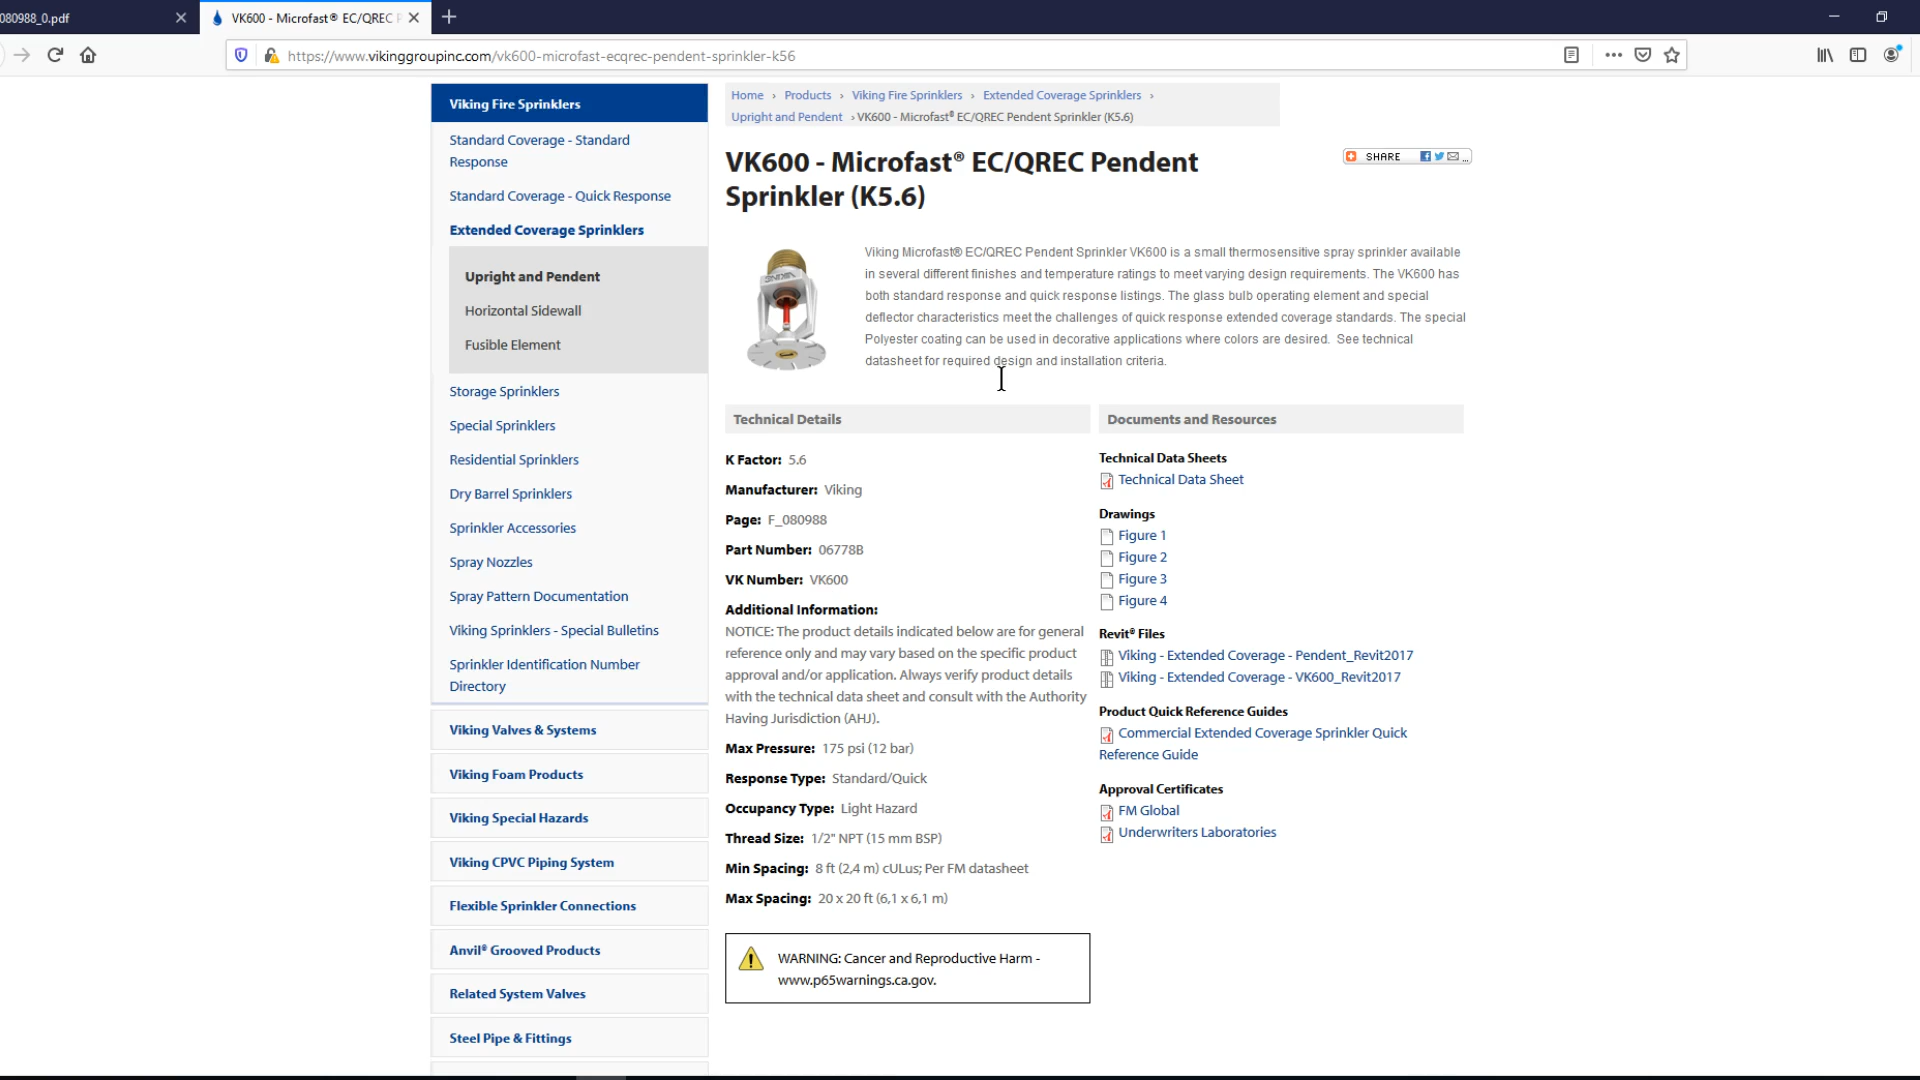 080988_0.pdf
VK600 - Microfast® EC/QREC P
https://www.vikinggroupinc.com/vk600-microfast-ecqrec-pendent-sprinkler-k56
Viking Fire Sprinklers
Standard Coverage - Standard
Response
Standard Coverage - Quick Response
Extended Coverage Sprinklers
Upright and Pendent
Horizontal Sidewall
Fusible Element
Storage Sprinklers
Special Sprinklers
Residential Sprinklers
Dry Barrel Sprinklers
Sprinkler Accessories
Spray Nozzles
Spray Pattern Documentation
Viking Sprinklers - Special Bulletins
Sprinkler Identification Number
Directory
Viking Valves & Systems
Viking Foam Products
Viking Special Hazards
Viking CPVC Piping System
Flexible Sprinkler Connections
Anvil® Grooved Products
Related System Valves
Steel Pipe & Fittings
Home › Products › Viking Fire Sprinklers › Extended Coverage Sprinklers ›
Upright and Pendent › VK600 - Microfast® EC/QREC Pendent Sprinkler (K5.6)
VK600 - Microfast® EC/QREC Pendent
Sprinkler (K5.6)
SHARE
Viking Microfast® EC/QREC Pendent Sprinkler VK600 is a small thermosensitive spray sprinkler available
in several different finishes and temperature ratings to meet varying design requirements. The VK600 has
both standard response and quick response listings. The glass bulb operating element and special
deflector characteristics meet the challenges of quick response extended coverage standards. The special
Polyester coating can be used in decorative applications where colors are desired. See technical
datasheet for required design and installation criteria.
Technical Details
K Factor: 5.6
Manufacturer: Viking
Page: F_080988
Part Number: 06778B
VK Number: VK600
Additional Information:
NOTICE: The product details indicated below are for general
reference only and may vary based on the specific product
approval and/or application. Always verify product details
with the technical data sheet and consult with the Authority
Having Jurisdiction (AHJ).
Max Pressure: 175 psi (12 bar)
Response Type: Standard/Quick
Occupancy Type: Light Hazard
Thread Size: 1/2" NPT (15 mm BSP)
Min Spacing: 8 ft (2,4 m) cULus; Per FM datasheet
Max Spacing: 20 x 20 ft (6,1 x 6,1 m)
WARNING: Cancer and Reproductive Harm -
www.p65warnings.ca.gov.
Documents and Resources
Technical Data Sheets
Technical Data Sheet
Drawings
Figure 1
Figure 2
Figure 3
Figure 4
Revit® Files
Viking - Extended Coverage - Pendent_Revit2017
Viking - Extended Coverage - VK600_Revit2017
Product Quick Reference Guides
Commercial Extended Coverage Sprinkler Quick
Reference Guide
Approval Certificates
FM Global
Underwriters Laboratories